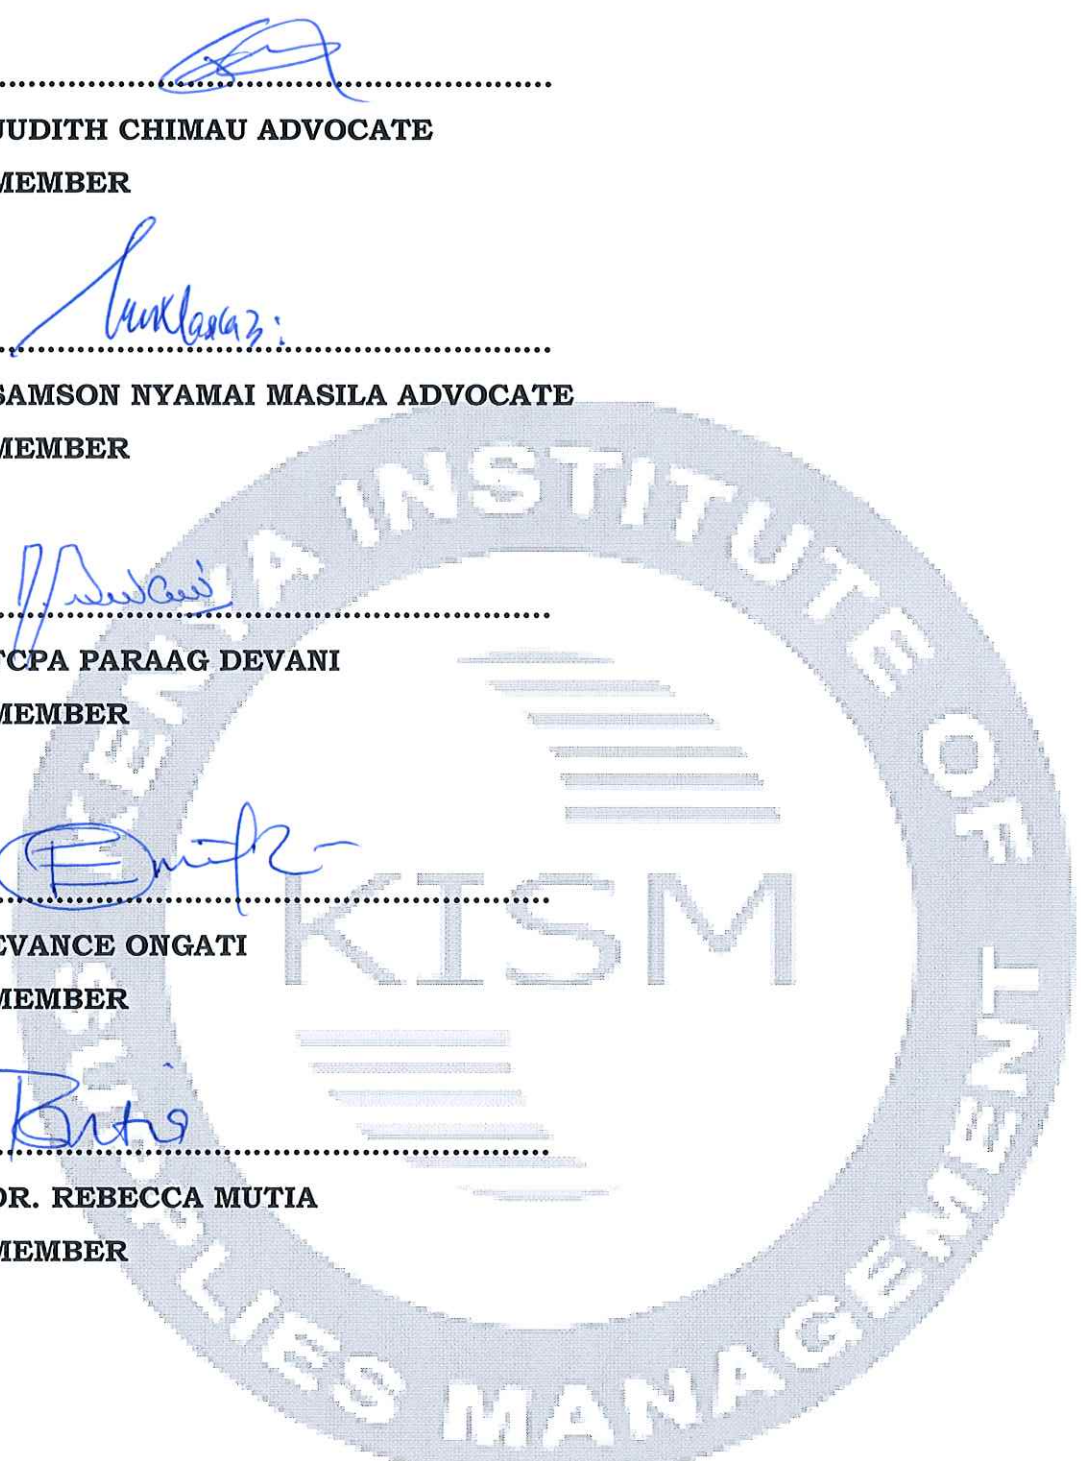 JUDITH CHIMAU ADVOCATE
MEMBER
SAMSON NYAMAI MASILA ADVOCATE
MEMBER
FCPA PARAAG DEVANI
MEMBER
EVANCE ONGATI
MEMBER
DR. REBECCA MUTIA
MEMBER
KENYA INSTITUTE OF
SUPPLIES MANAGEMENT
KISM